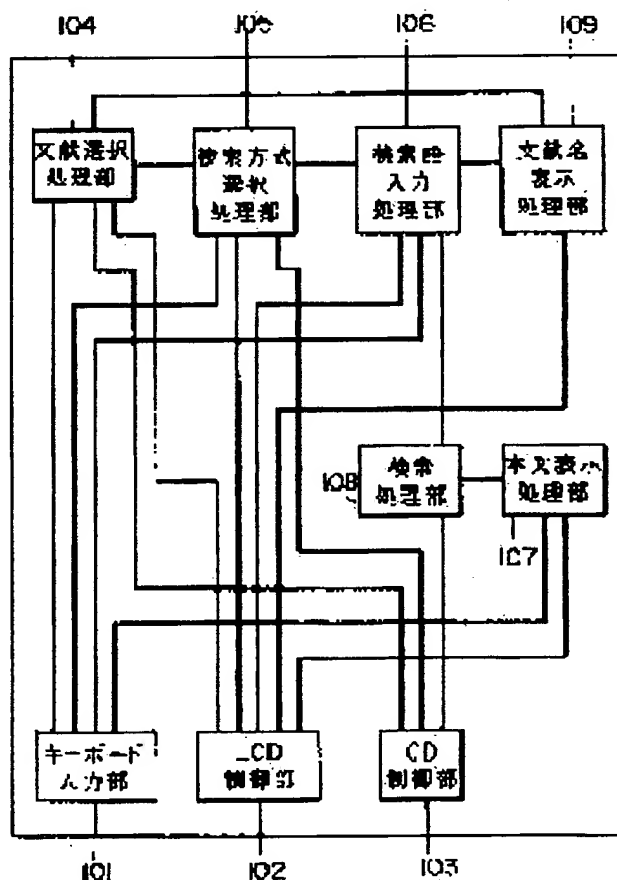 104 105 106 109
文献選択
処理部
検索方式
選択
処理部
検索語
入力
処理部
文献名
表示
処理部
108
検索
処理部
本文表示
処理部
107
キーボード
入力部
LCD
制御部
CD
制御部
101 102 103